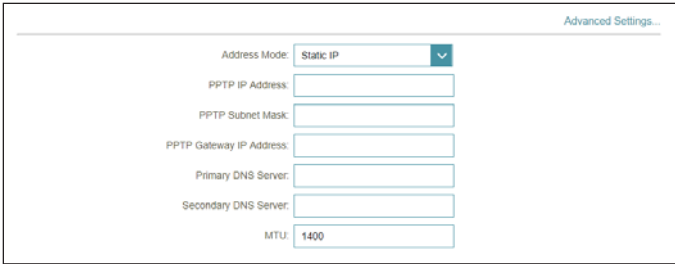 Advanced Settings...
Address Mode: Static IP
PPTP IP Address:
PPTP Subnet Mask:
PPTP Gateway IP Address:
Primary DNS Server:
Secondary DNS Server:
MTU: 1400